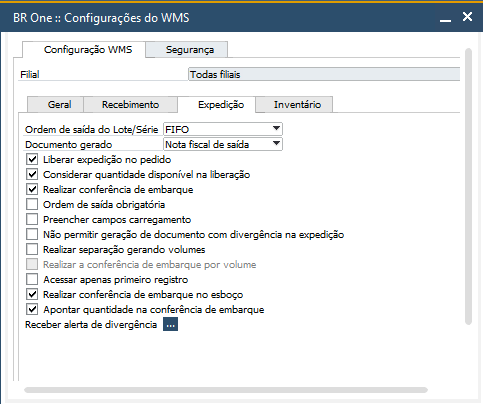 BR One :: Configurações do WMS
Configuração WMS Segurança
Filial Todas filiais
Geral Recebimento Expedição Inventário
Ordem de saída do Lote/Série FIFO
Documento gerado Nota fiscal de saída
Liberar expedição no pedido
Considerar quantidade disponível na liberação
Realizar conferência de embarque
Ordem de saída obrigatória
Preencher campos carregamento
Não permitir geração de documento com divergência na expedição
Realizar separação gerando volumes
Realizar a conferência de embarque por volume
Acessar apenas primeiro registro
Realizar conferência de embarque no esboço
Apontar quantidade na conferência de embarque
Receber alerta de divergência ...